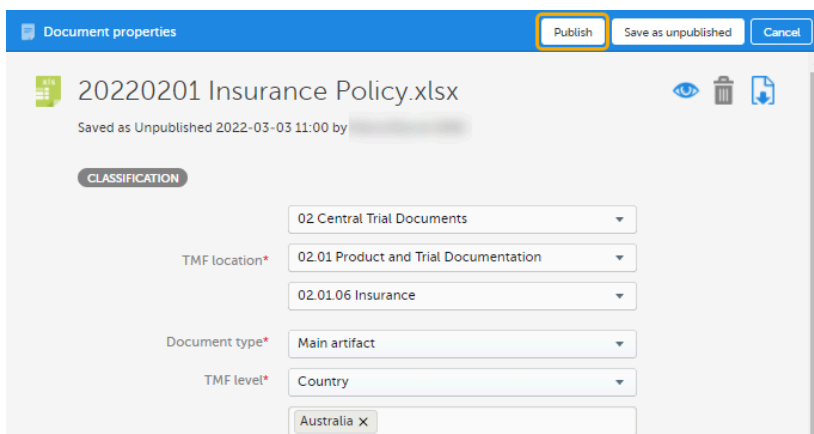 Document properties
Publish
Save as unpublished
Cancel
xls
20220201 Insurance Policy.xlsx
Saved as Unpublished 2022-03-03 11:00 by
CLASSIFICATION
02 Central Trial Documents
TMF location*
02.01 Product and Trial Documentation
02.01.06 Insurance
Document type*
Main artifact
TMF level*
Country
Australia ×